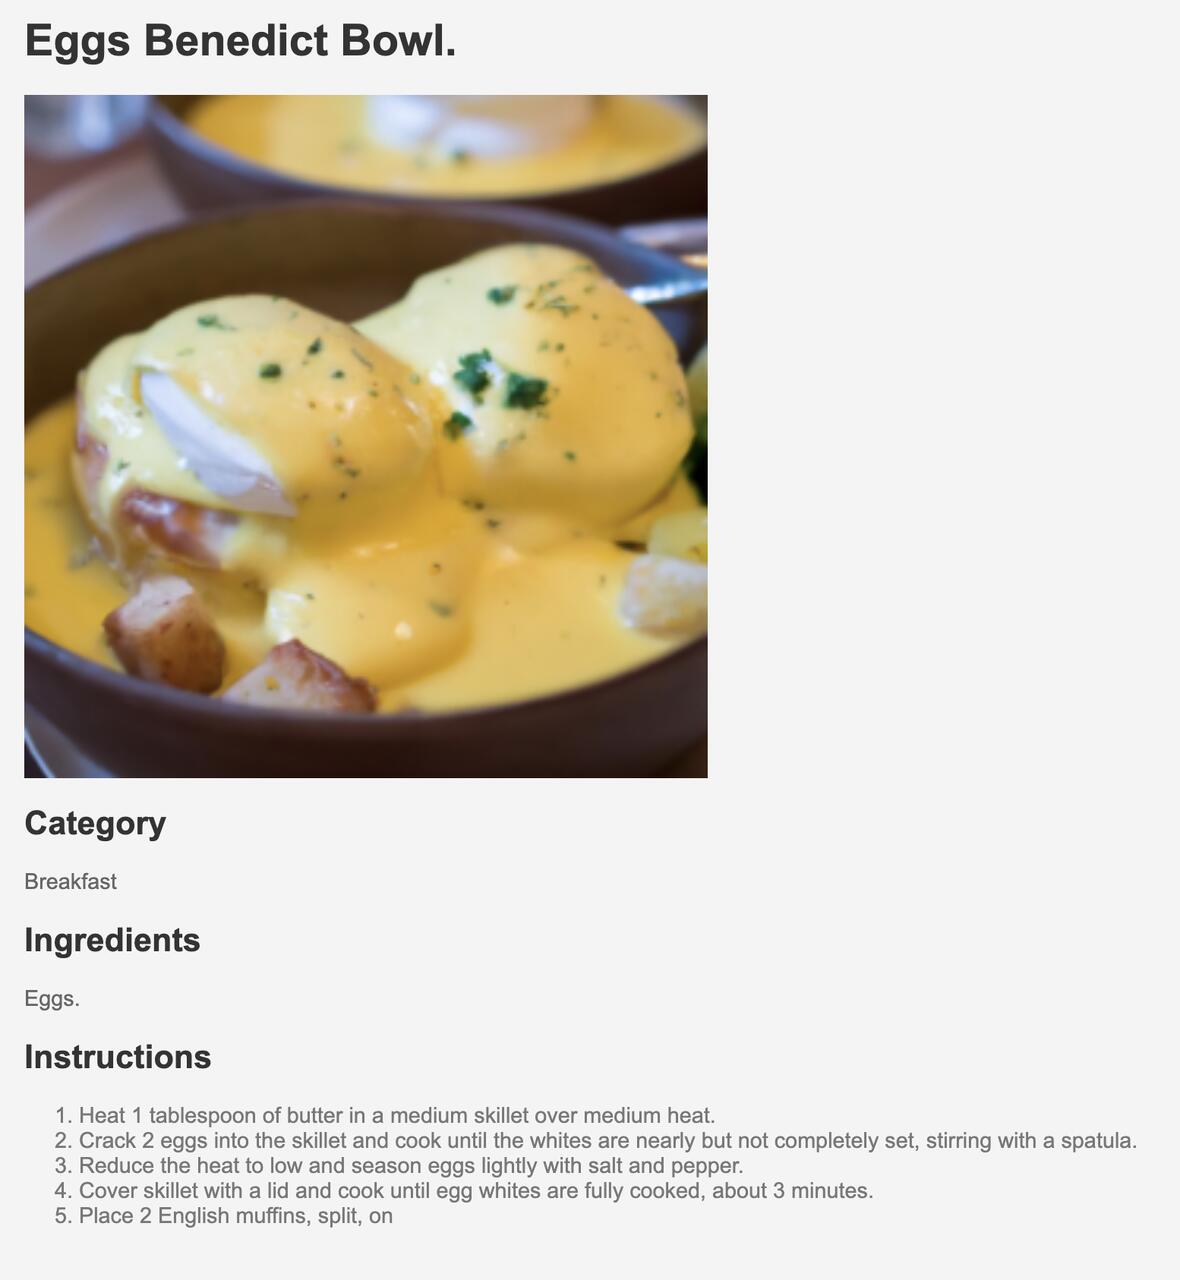 Eggs Benedict Bowl.
Category
Breakfast
Ingredients
Eggs.
Instructions
1. Heat 1 tablespoon of butter in a medium skillet over medium heat.
2. Crack 2 eggs into the skillet and cook until the whites are nearly but not completely set, stirring with a spatula.
3. Reduce the heat to low and season eggs lightly with salt and pepper.
4. Cover skillet with a lid and cook until egg whites are fully cooked, about 3 minutes.
5. Place 2 English muffins, split, on